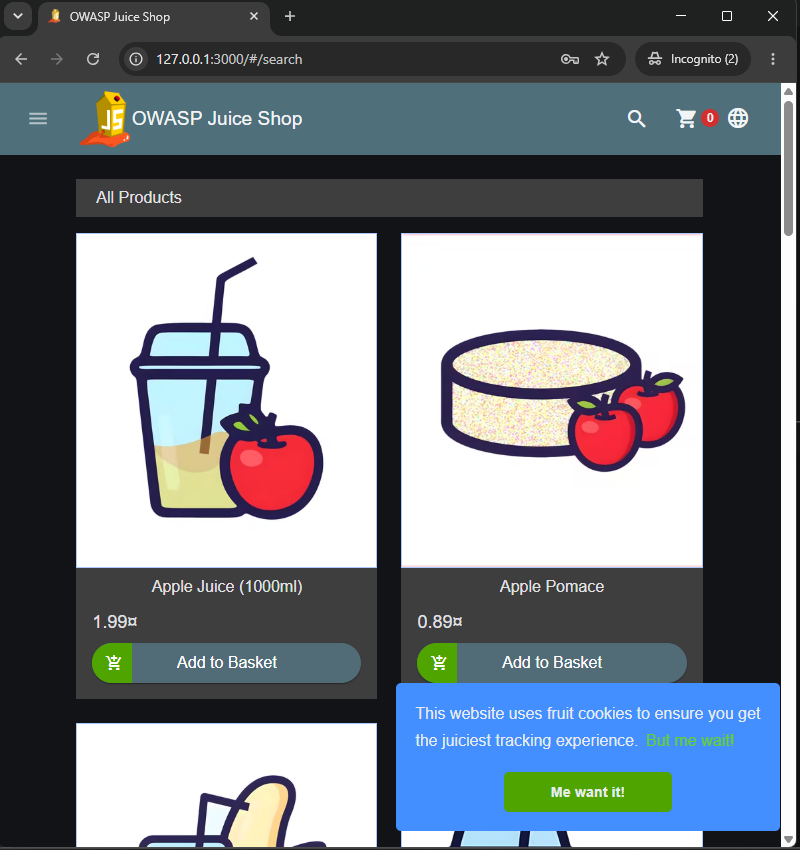 OWASP Juice Shop
127.0.0.1:3000/#/search
Incognito (2)
JS
OWASP Juice Shop
0
All Products
Apple Juice (1000ml)
1.99¤
Add to Basket
Apple Pomace
0.89¤
Add to Basket
This website uses fruit cookies to ensure you get
the juiciest tracking experience. But me wait!
Me want it!